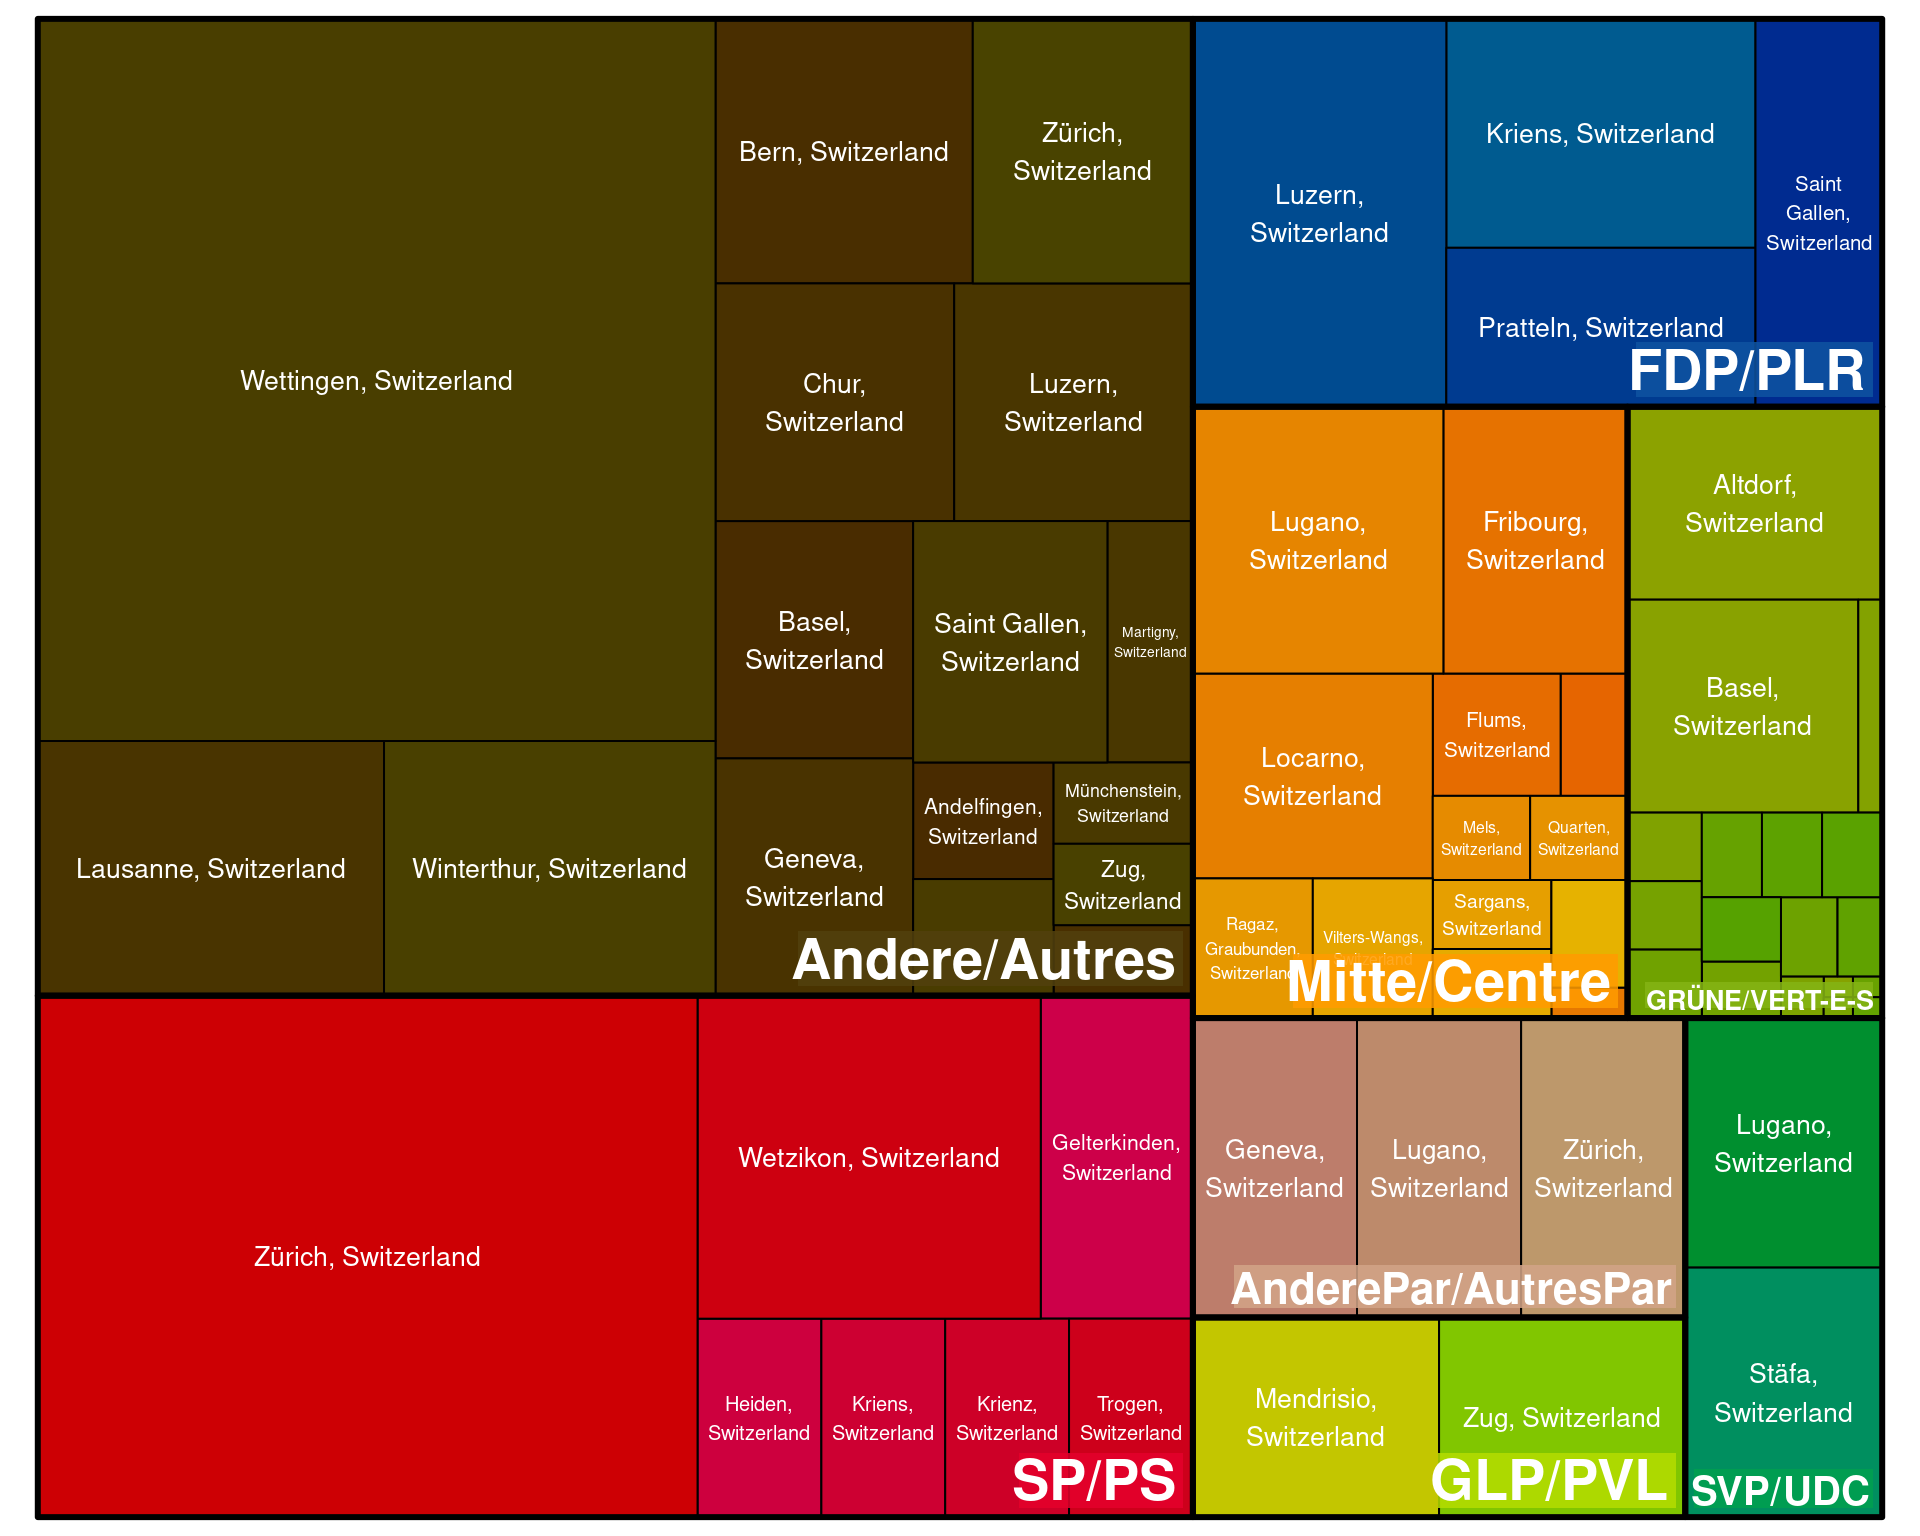 Wettingen, Switzerland
Bern, Switzerland
Zürich,
Switzerland
Chur,
Switzerland
Luzern,
Switzerland
Basel,
Switzerland
Saint Gallen,
Switzerland
Martigny,
Switzerland
Lausanne, Switzerland
Winterthur, Switzerland
Geneva,
Switzerland
Andelfingen,
Switzerland
Münchenstein,
Switzerland
Zug,
Switzerland
Andere/Autres
Zürich, Switzerland
Wetzikon, Switzerland
Gelterkinden,
Switzerland
Heiden,
Switzerland
Kriens,
Switzerland
Krienz,
Switzerland
Trogen,
Switzerland
SP/PS
Luzern,
Switzerland
Kriens, Switzerland
Pratteln, Switzerland
Saint
Gallen,
Switzerland
FDP/PLR
Lugano,
Switzerland
Fribourg,
Switzerland
Locarno,
Switzerland
Flums,
Switzerland
Mels,
Switzerland
Quarten,
Switzerland
Ragaz,
Graubunden,
Switzerland
Vilters-Wangs,
Switzerland
Sargans,
Switzerland
Mitte/Centre
Altdorf,
Switzerland
Basel,
Switzerland
GRÜNE/VERT-E-S
Geneva,
Switzerland
Lugano,
Switzerland
Zürich,
Switzerland
AnderePar/AutresPar
Mendrisio,
Switzerland
Zug, Switzerland
GLP/PVL
Lugano,
Switzerland
Stäfa,
Switzerland
SVP/UDC